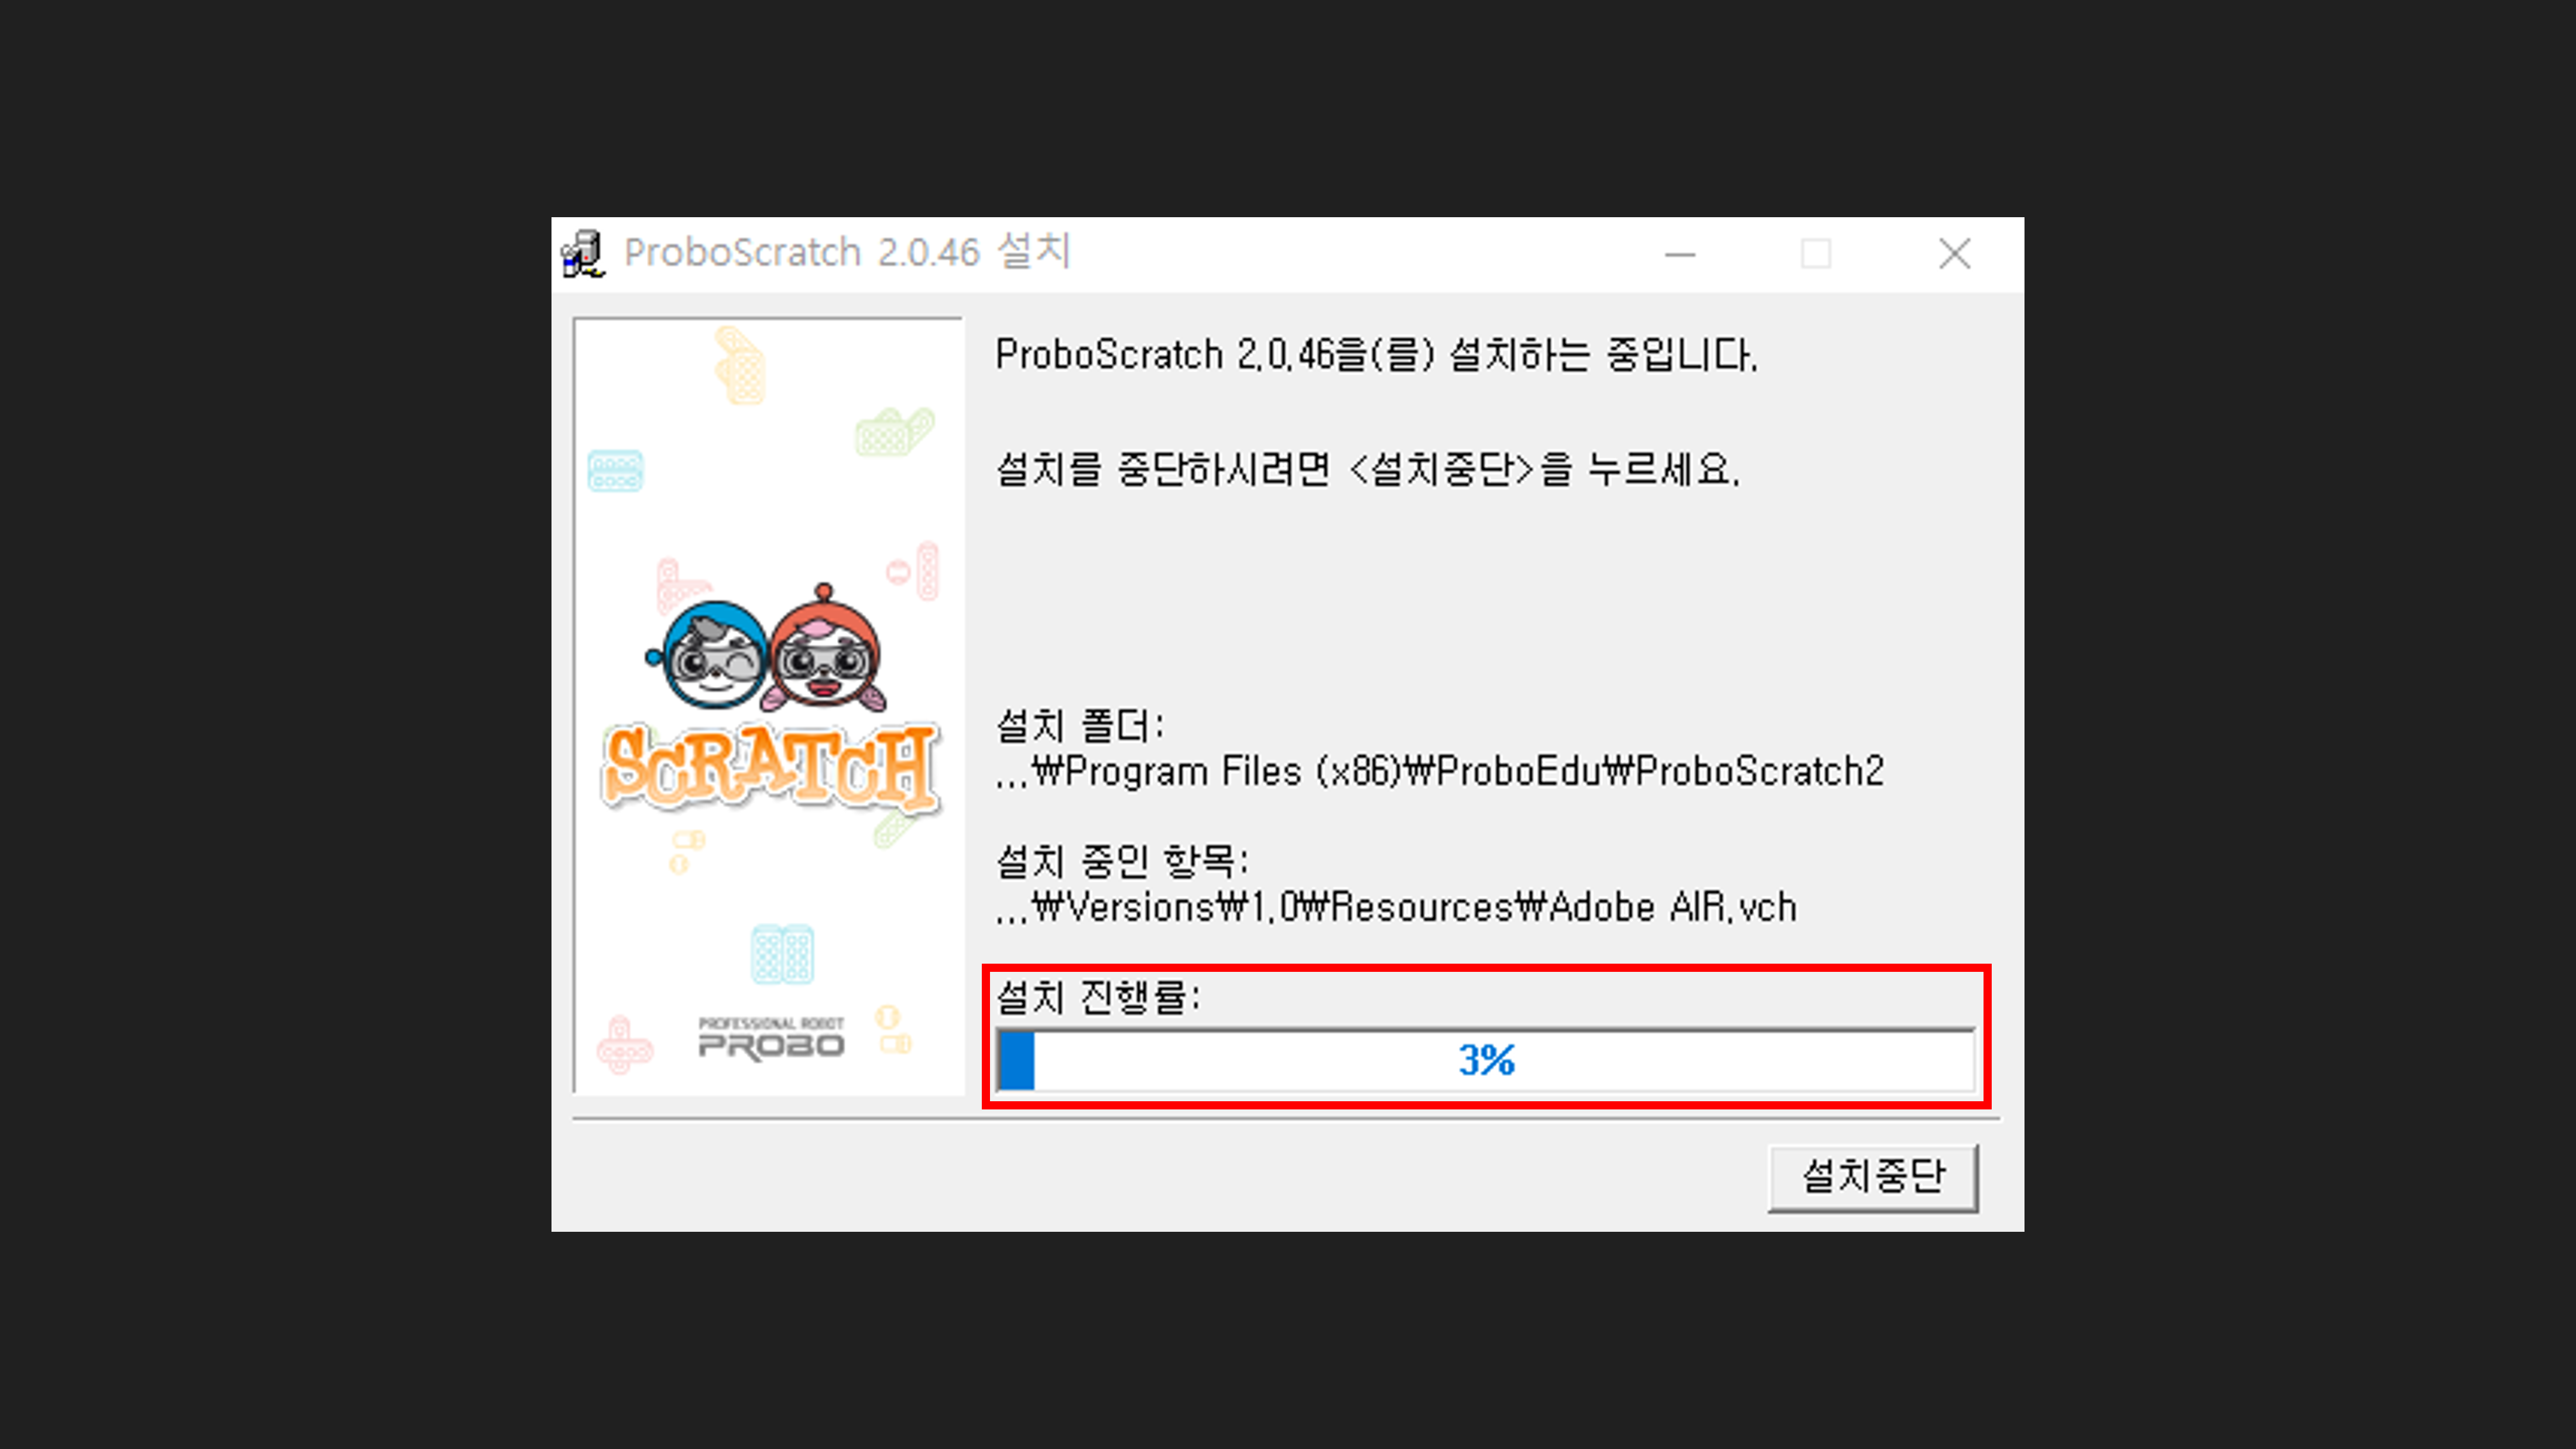 ProboScratch 2.0.46 설치
ProboScratch 2.0.46을(를) 설치하는 중입니다.
설치를 중단하시려면 <설치중단>을 누르세요.
SCRATCH
설치 폴더:
...₩Program Files (x86)₩ProboEdu₩ProboScratch2
설치 중인 항목:
...₩Versions₩1.0₩Resources₩Adobe AIR.vch
설치 진행률:
3%
PROFESSIONAL ROBOT
PROBO
설치중단